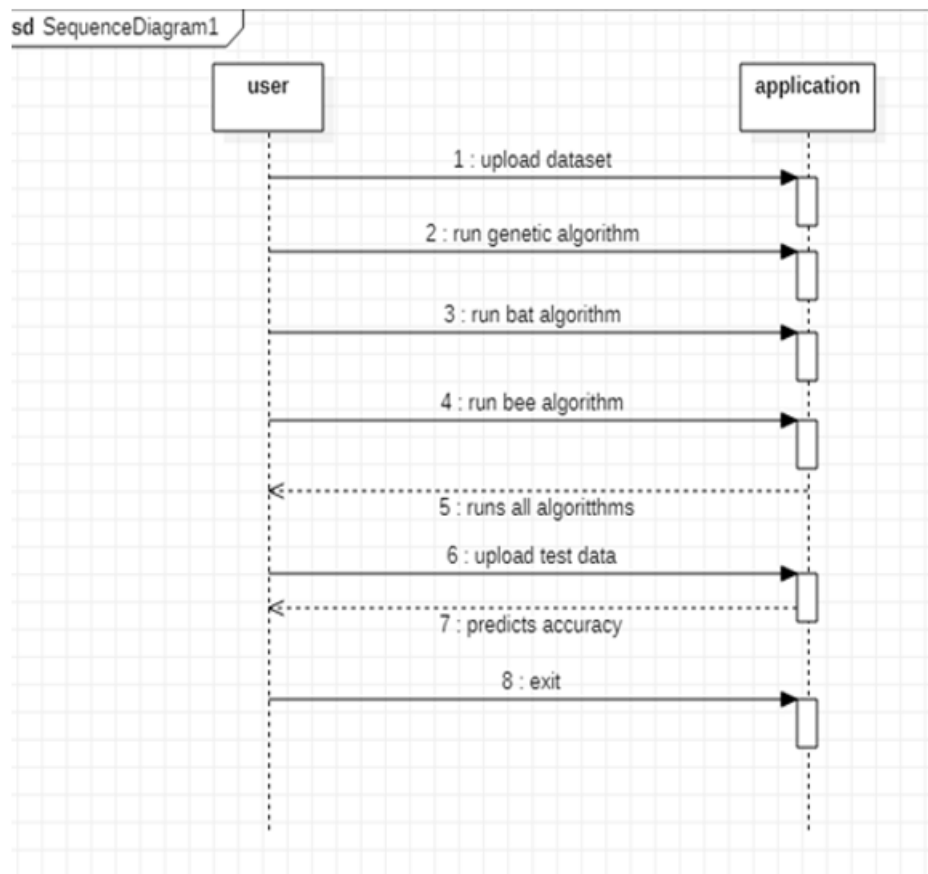 sd SequenceDiagram1
user
application
1 : upload dataset
2 : run genetic algorithm
3 : run bat algorithm
4 : run bee algorithm
5 : runs all algoritthms
6 : upload test data
7 : predicts accuracy
8 : exit